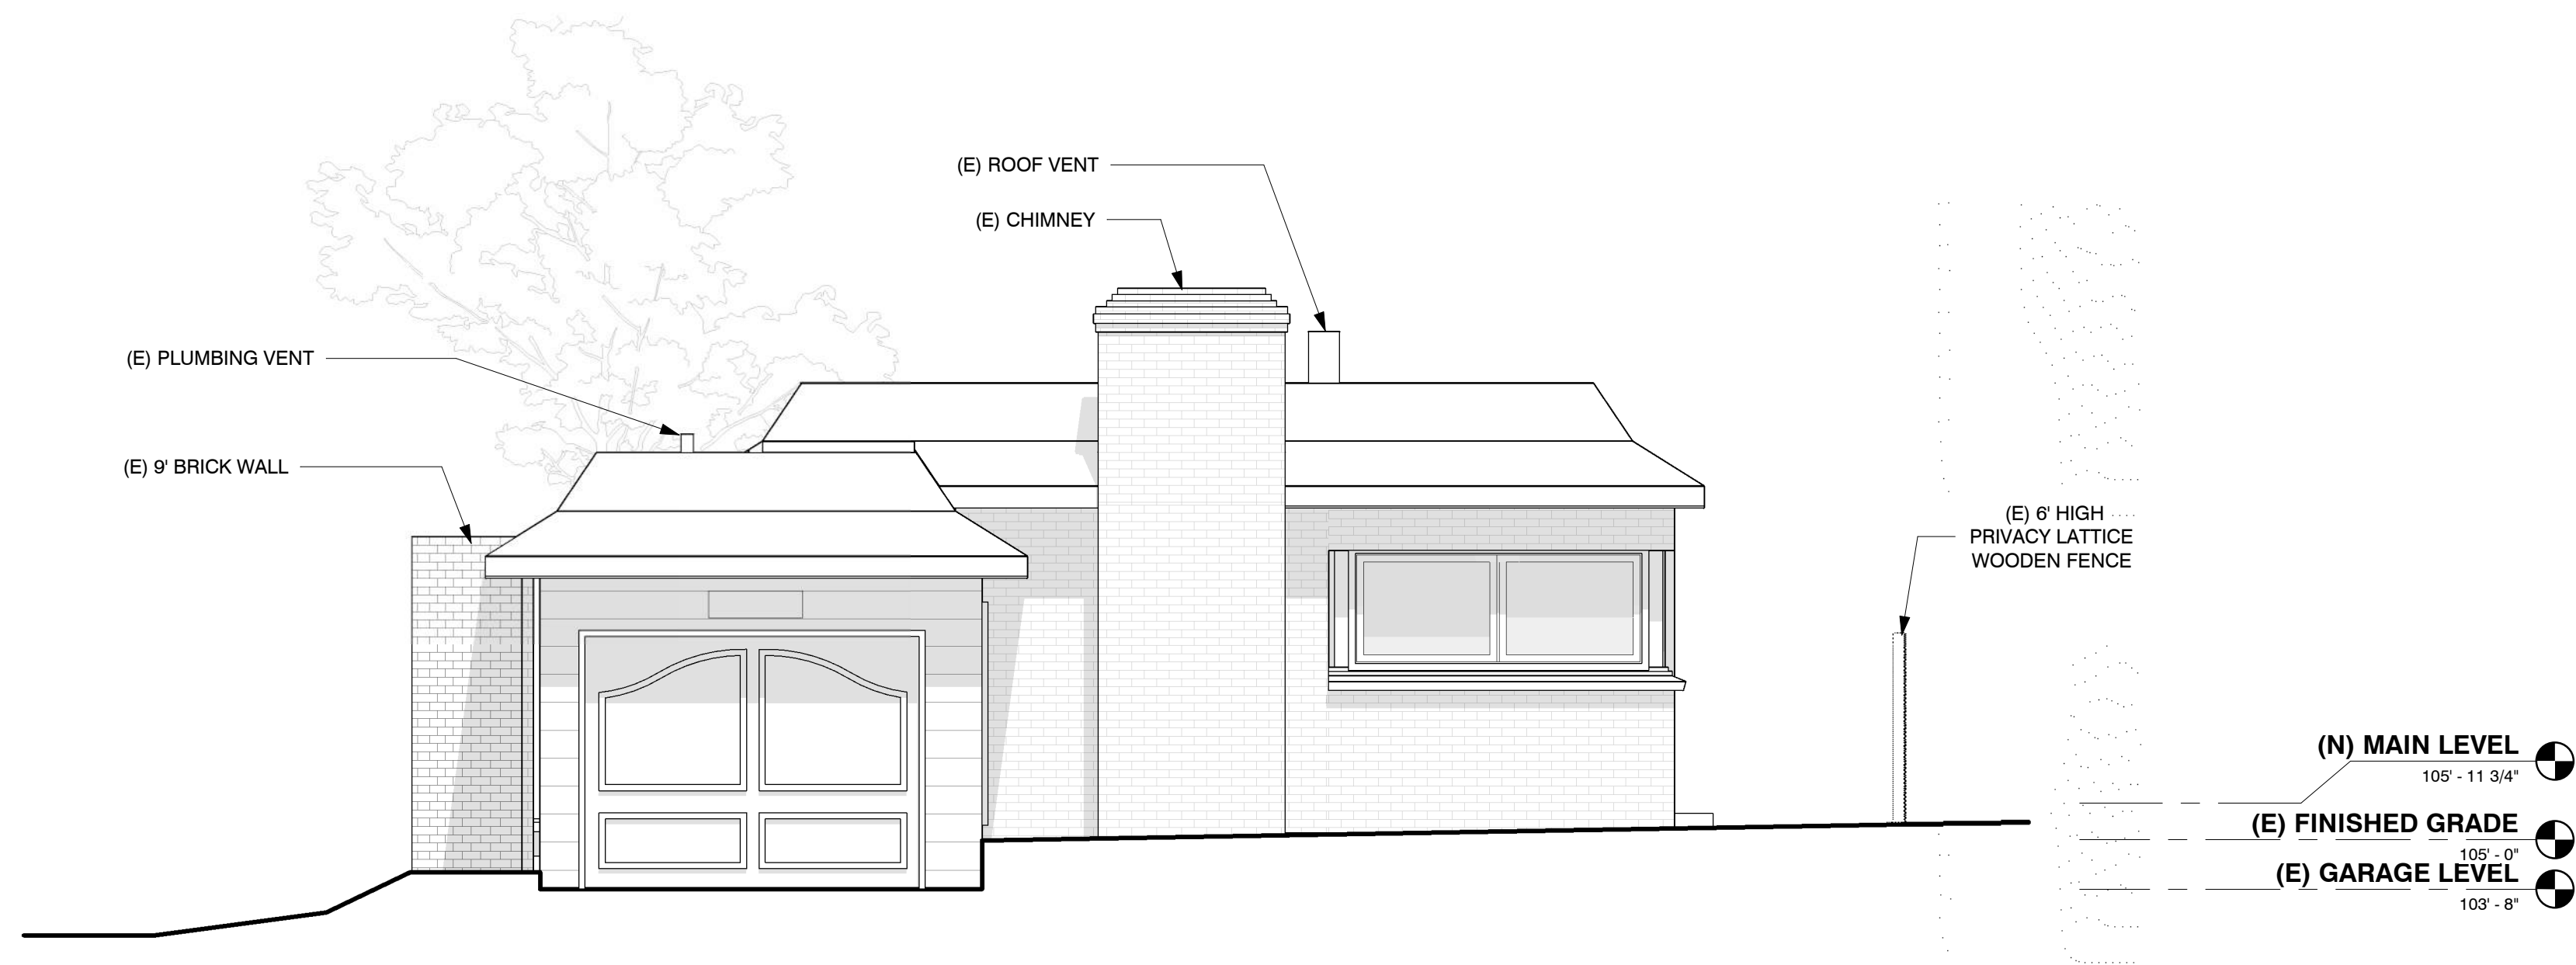 (E) ROOF VENT
(E) CHIMNEY
(E) PLUMBING VENT
(E) 9' BRICK WALL
(E) 6' HIGH
PRIVACY LATTICE
WOODEN FENCE
(N) MAIN LEVEL
105' - 11 3/4"
(E) FINISHED GRADE
105' - 0"
(E) GARAGE LEVEL
103' - 8"